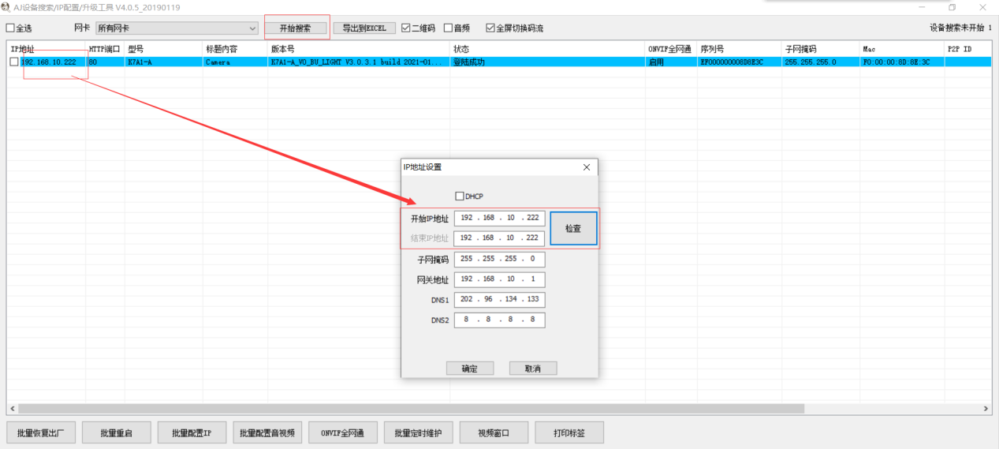 AJ设备搜索/IP配置/升级工具 V4.0.5_20190119
全选 网卡 所有网卡 开始搜索 导出到EXCEL 二维码 音频 全屏切换码流 设备搜索未开始 1
IP地址 HTTP端口 型号 标题内容 版本号 状态 ONVIF全网通 序列号 子网掩码 Mac P2P ID
192.168.10.222 80 K7A1-A Camera K7A1-A_VO_BU_LIGHT V3.0.3.1 build 2021-01... 登陆成功 启用 EF000000008D8E3C 255.255.255.0 F0:00:00:8D:8E:3C
IP地址设置
DHCP
开始IP地址 192 . 168 . 10 . 222
检查
结束IP地址 192 . 168 . 10 . 222
子网掩码 255 . 255 . 255 . 0
网关地址 192 . 168 . 10 . 1
DNS1 202 . 96 . 134 . 133
DNS2 8 . 8 . 8 . 8
确定 取消
批量恢复出厂 批量重启 批量配置IP 批量配置音视频 ONVIF全网通 批量定时维护 视频窗口 打印标签